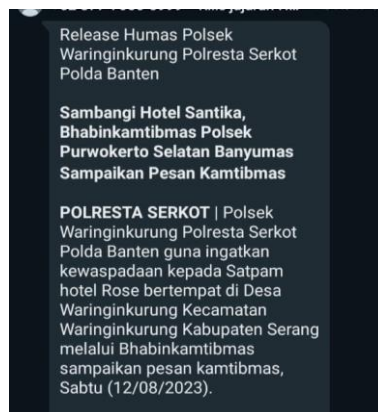 Release Humas Polsek
Waringinkurung Polresta Serkot
Polda Banten
Sambangi Hotel Santika,
Bhabinkamtibmas Polsek
Purwokerto Selatan Banyumas
Sampaikan Pesan Kamtibmas
POLRESTA SERKOT | Polsek
Waringinkurung Polresta Serkot
Polda Banten guna ingatkan
kewaspadaan kepada Satpam
hotel Rose bertempat di Desa
Waringinkurung Kecamatan
Waringinkurung Kabupaten Serang
melalui Bhabinkamtibmas
sampaikan pesan kamtibmas,
Sabtu (12/08/2023).